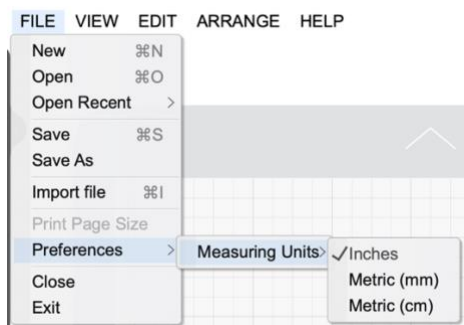 FILE VIEW EDIT ARRANGE HELP
New ⌘N
Open ⌘O
Open Recent >
Save ⌘S
Save As
Import file ⌘I
Print Page Size
Preferences > Measuring Units> ✓Inches
Metric (mm)
Close
Metric (cm)
Exit